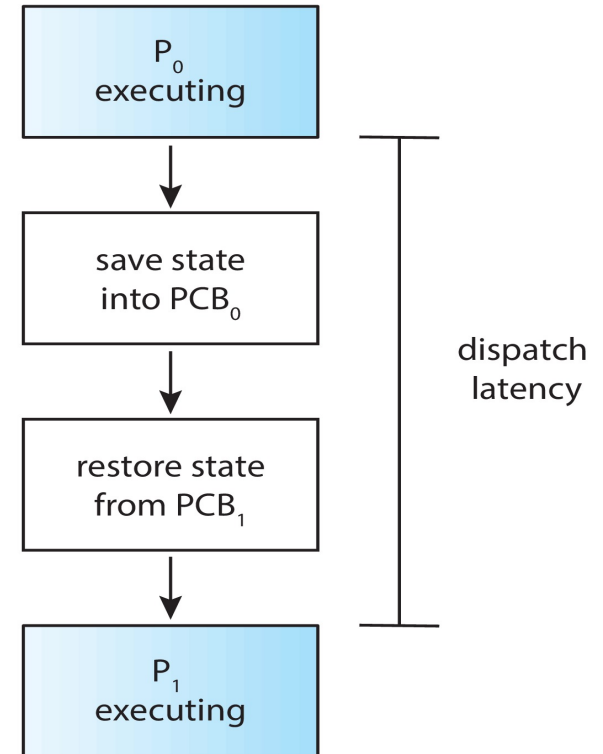 P₀
executing
save state
into PCB₀
restore state
from PCB₁
P₁
executing
dispatch
latency